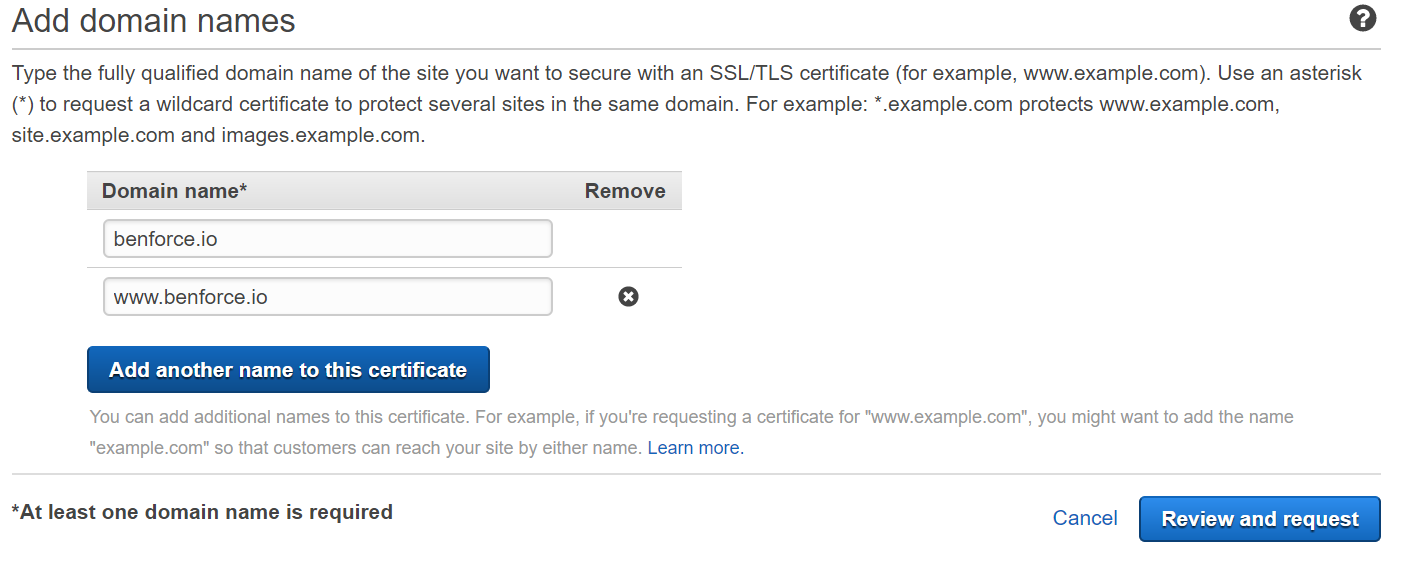 Add domain names
Type the fully qualified domain name of the site you want to secure with an SSL/TLS certificate (for example, www.example.com). Use an asterisk
(*) to request a wildcard certificate to protect several sites in the same domain. For example: *.example.com protects www.example.com,
site.example.com and images.example.com.
Domain name* Remove
benforce.io
www.benforce.io
Add another name to this certificate
You can add additional names to this certificate. For example, if you're requesting a certificate for "www.example.com", you might want to add the name
"example.com" so that customers can reach your site by either name. Learn more.
*At least one domain name is required
Cancel Review and request